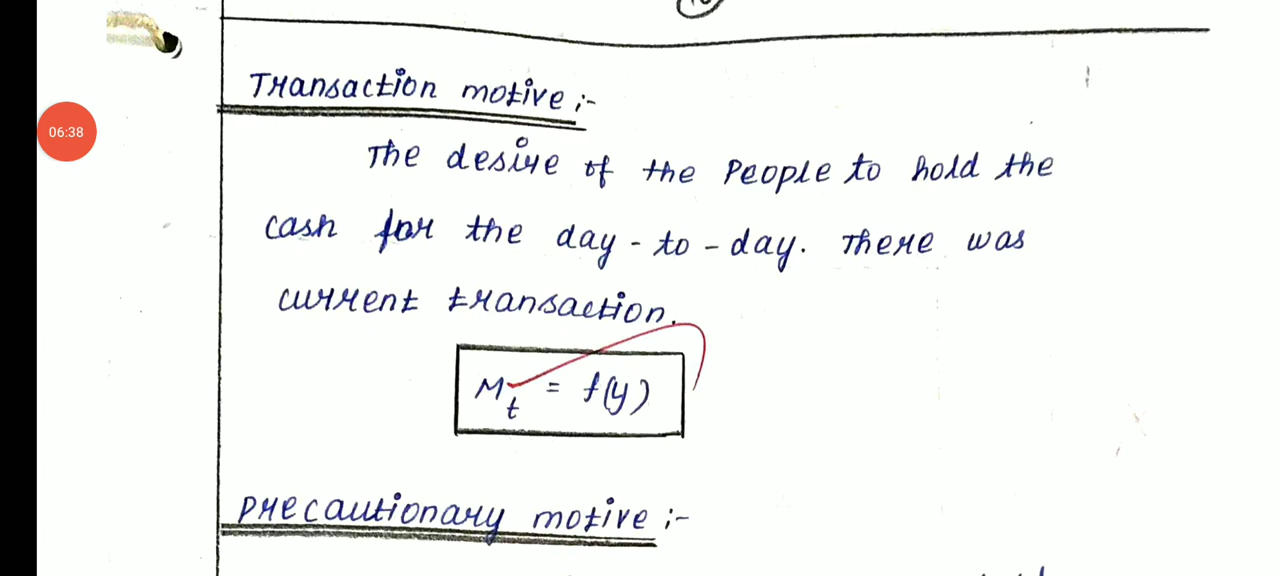 06:38
Transaction motive :-
The desire of the People to hold the
cash for the day - to - day. There was
current transaction.
Mt = f(y)
Precautionary motive :-